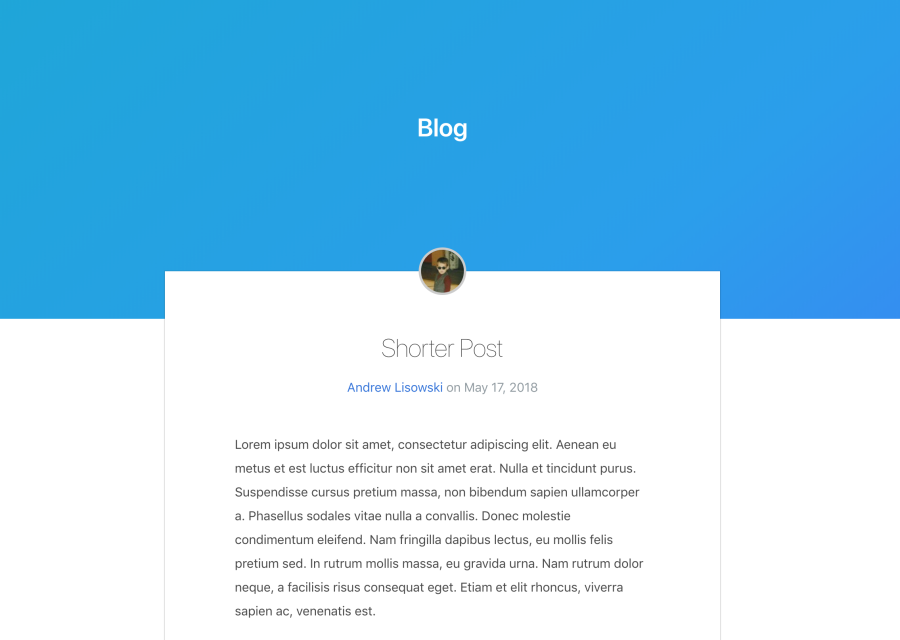 Blog
Shorter Post
Andrew Lisowski on May 17, 2018
Lorem ipsum dolor sit amet, consectetur adipiscing elit. Aenean eu
metus et est luctus efficitur non sit amet erat. Nulla et tincidunt purus.
Suspendisse cursus pretium massa, non bibendum sapien ullamcorper
a. Phasellus sodales vitae nulla a convallis. Donec molestie
condimentum eleifend. Nam fringilla dapibus lectus, eu mollis felis
pretium sed. In rutrum mollis massa, eu gravida urna. Nam rutrum dolor
neque, a facilisis risus consequat eget. Etiam et elit rhoncus, viverra
sapien ac, venenatis est.